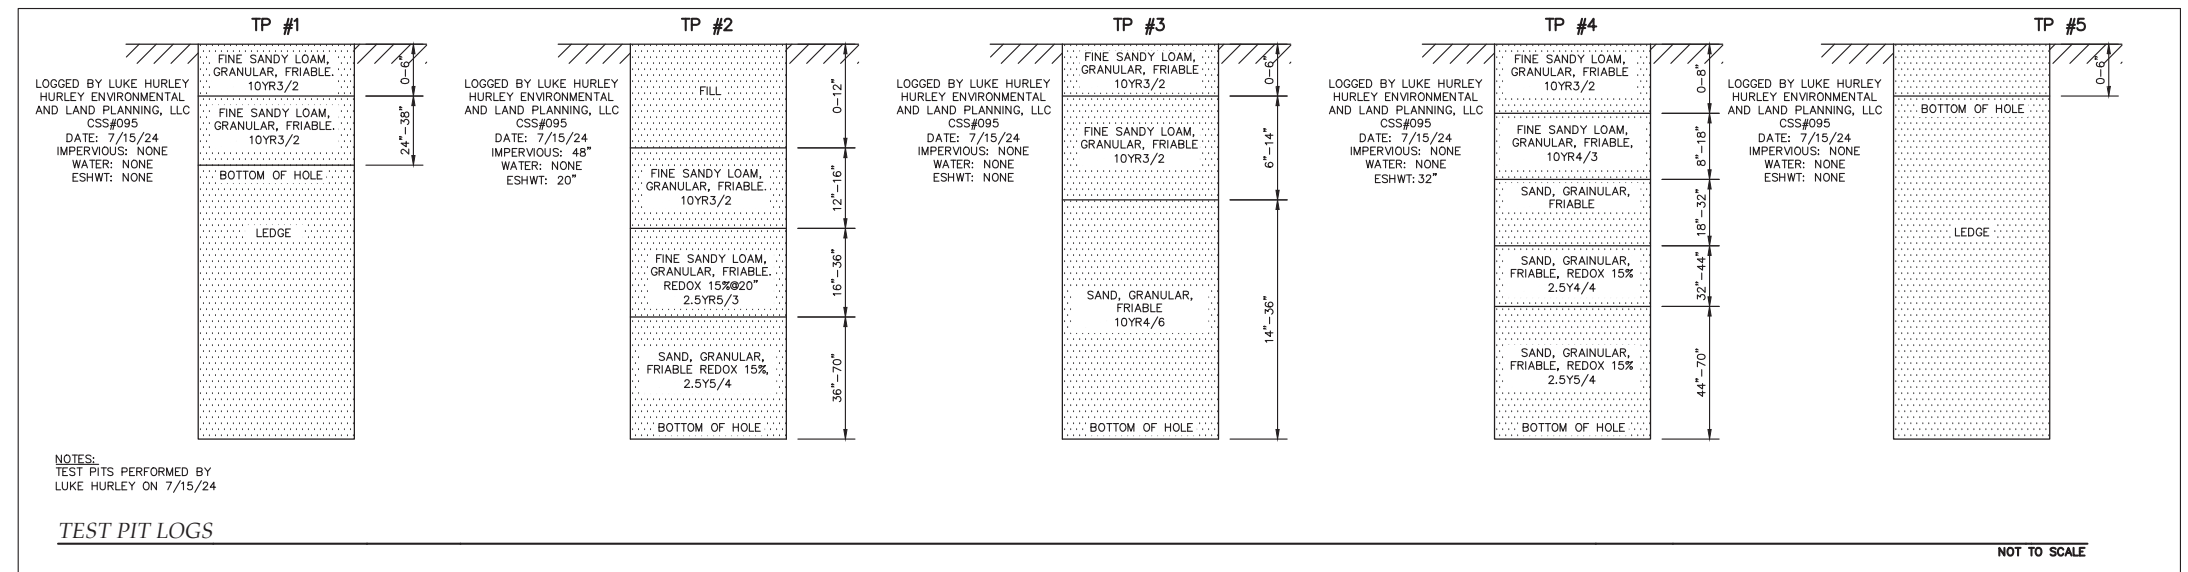 TP #1
LOGGED BY LUKE HURLEY
HURLEY ENVIRONMENTAL
AND LAND PLANNING, LLC
CSS#095
DATE: 7/15/24
IMPERVIOUS: NONE
WATER: NONE
ESHWT: NONE
FINE SANDY LOAM,
GRANULAR, FRIABLE.
10YR3/2
0-6"
FINE SANDY LOAM,
GRANULAR, FRIABLE.
10YR3/2
24"-38"
BOTTOM OF HOLE
LEDGE
TP #2
LOGGED BY LUKE HURLEY
HURLEY ENVIRONMENTAL
AND LAND PLANNING, LLC
CSS#095
DATE: 7/15/24
IMPERVIOUS: 48"
WATER: NONE
ESHWT: 20"
FILL
0-12"
FINE SANDY LOAM,
GRANULAR, FRIABLE.
10YR3/2
12"-16"
FINE SANDY LOAM,
GRANULAR, FRIABLE.
REDOX 15%@20"
2.5YR5/3
16"-36"
SAND, GRANULAR,
FRIABLE REDOX 15%,
2.5Y5/4
36"-70"
BOTTOM OF HOLE
TP #3
LOGGED BY LUKE HURLEY
HURLEY ENVIRONMENTAL
AND LAND PLANNING, LLC
CSS#095
DATE: 7/15/24
IMPERVIOUS: NONE
WATER: NONE
ESHWT: NONE
FINE SANDY LOAM,
GRANULAR, FRIABLE
10YR3/2
0-6"
FINE SANDY LOAM,
GRANULAR, FRIABLE
10YR3/2
6"-14"
SAND, GRANULAR,
FRIABLE
10YR4/6
14"-36"
BOTTOM OF HOLE
TP #4
LOGGED BY LUKE HURLEY
HURLEY ENVIRONMENTAL
AND LAND PLANNING, LLC
CSS#095
DATE: 7/15/24
IMPERVIOUS: NONE
WATER: NONE
ESHWT: 32"
FINE SANDY LOAM,
GRANULAR, FRIABLE
10YR3/2
0-8"
FINE SANDY LOAM,
GRANULAR, FRIABLE,
10YR4/3
8"-18"
SAND, GRAINULAR,
FRIABLE
18"-32"
SAND, GRAINULAR,
FRIABLE, REDOX 15%
2.5Y4/4
32"-44"
SAND, GRAINULAR,
FRIABLE, REDOX 15%
2.5Y5/4
44"-70"
BOTTOM OF HOLE
TP #5
LOGGED BY LUKE HURLEY
HURLEY ENVIRONMENTAL
AND LAND PLANNING, LLC
CSS#095
DATE: 7/15/24
IMPERVIOUS: NONE
WATER: NONE
ESHWT: NONE
0-6"
BOTTOM OF HOLE
LEDGE
NOTES:
TEST PITS PERFORMED BY
LUKE HURLEY ON 7/15/24
TEST PIT LOGS
NOT TO SCALE